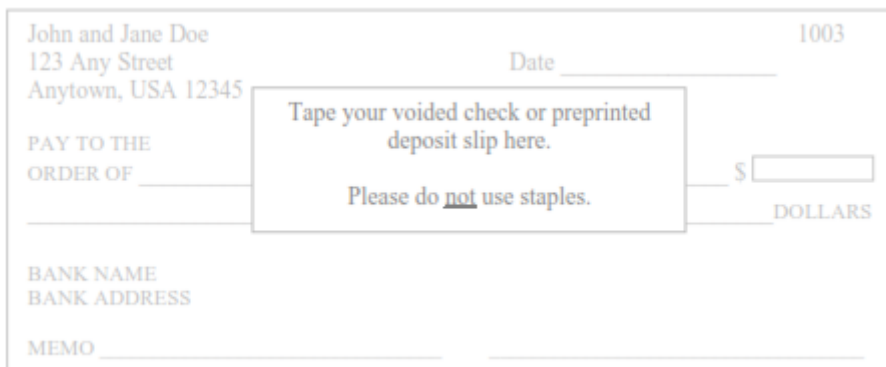 John and Jane Doe 1003
123 Any Street Date
Anytown, USA 12345
Tape your voided check or preprinted
deposit slip here.
PAY TO THE
ORDER OF $
Please do not use staples.
DOLLARS
BANK NAME
BANK ADDRESS
MEMO